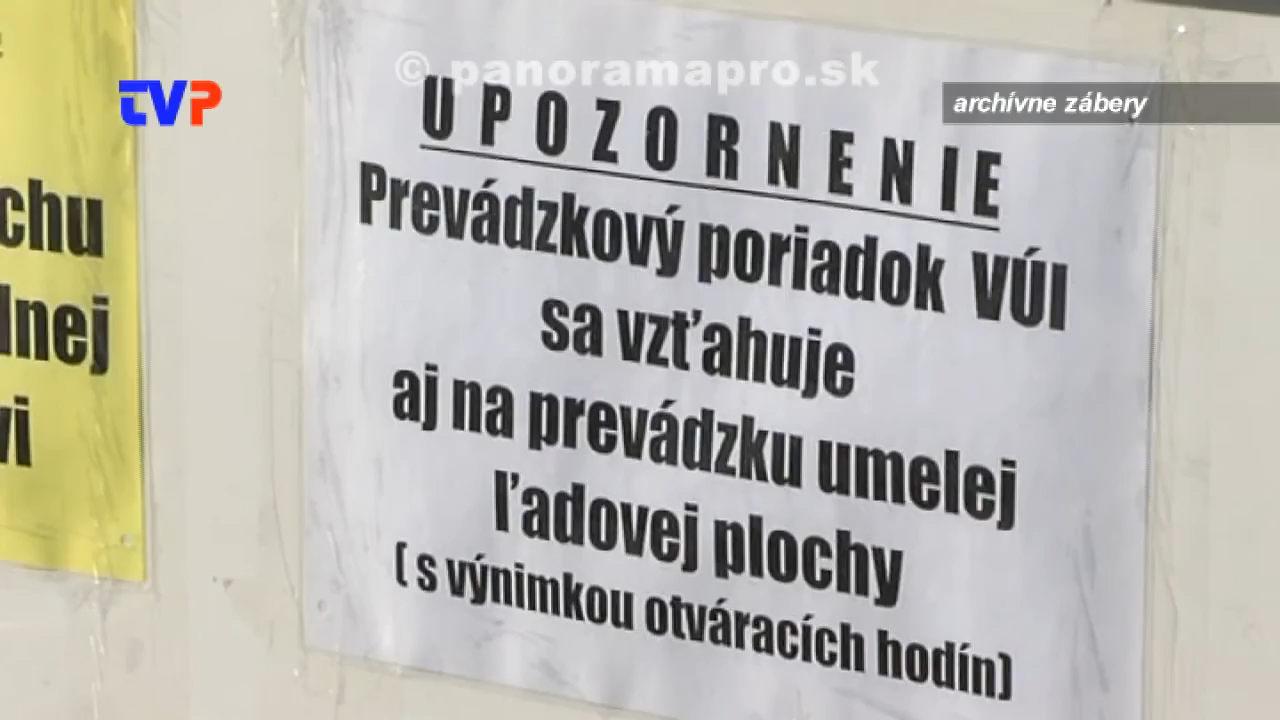 © panoramapro.sk
TVP
archívne zábery
chu
lnej
vi
UPOZORNENIE
Prevádzkový poriadok VÚI
sa vzťahuje
aj na prevádzku umelej
ľadovej plochy
( s výnimkou otváracích hodín)